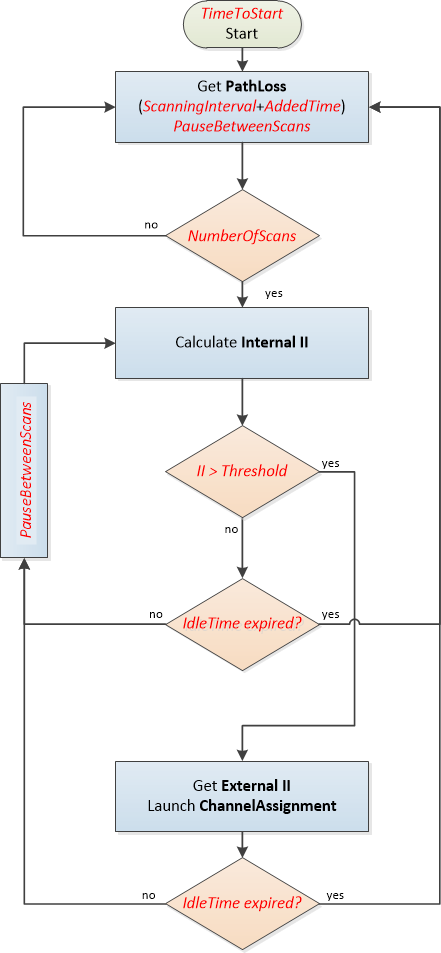 TimeToStart
Start
Get PathLoss
(ScanningInterval+AddedTime)
PauseBetweenScans
no
NumberOfScans
yes
Calculate Internal II
PauseBetweenScans
II > Threshold
yes
no
no
IdleTime expired?
yes
Get External II
Launch ChannelAssignment
no
IdleTime expired?
yes